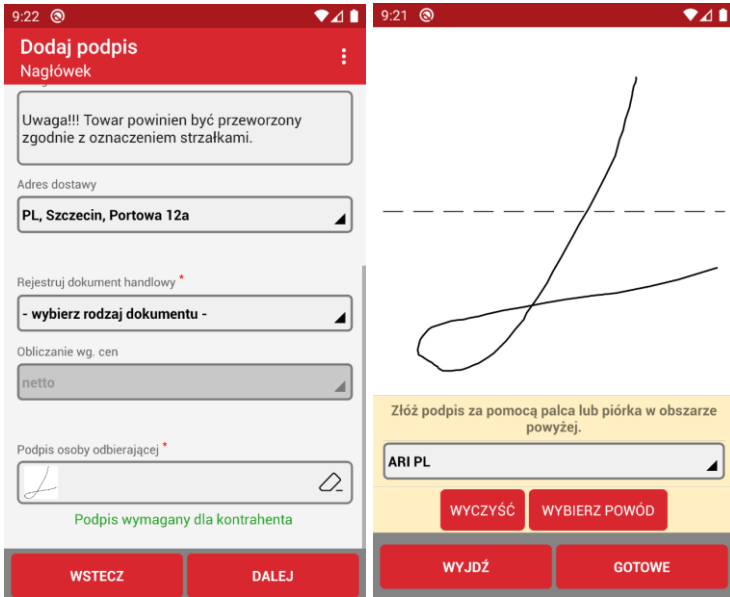 9:22
Dodaj podpis
Nagłówek
Uwaga!!! Towar powinien być przeworzony
zgodnie z oznaczeniem strzałkami.
Adres dostawy
PL, Szczecin, Portowa 12a
Rejestruj dokument handlowy *
- wybierz rodzaj dokumentu -
Obliczanie wg. cen
netto
Podpis osoby odbierającej *
Podpis wymagany dla kontrahenta
WSTECZ DALEJ
9:21
Złóż podpis za pomocą palca lub piórka w obszarze
powyżej.
ARI PL
WYCZYŚĆ WYBIERZ POWÓD
WYJDŹ GOTOWE